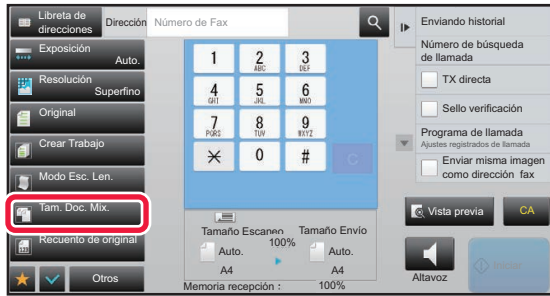 Libreta de
direcciones
Dirección
Número de Fax
Exposición
Auto.
Resolución
Superfino
Original
Crear Trabajo
Modo Esc. Len.
Tam. Doc. Mix.
Recuento de original
Otros
1
2
ABC
3
DEF
4
GHI
5
JKL
6
MNO
7
PQRS
8
TUV
9
WXYZ
0
#
C
Tamaño Escaneo
Tamaño Envío
100%
Auto.
Auto.
A4
A4
Memoria recepción :
100%
Enviando historial
Número de búsqueda
de llamada
TX directa
Sello verificación
Programa de llamada
Ajustes registrados de llamada
Enviar misma imagen
como dirección fax
Vista previa
CA
Altavoz
Iniciar